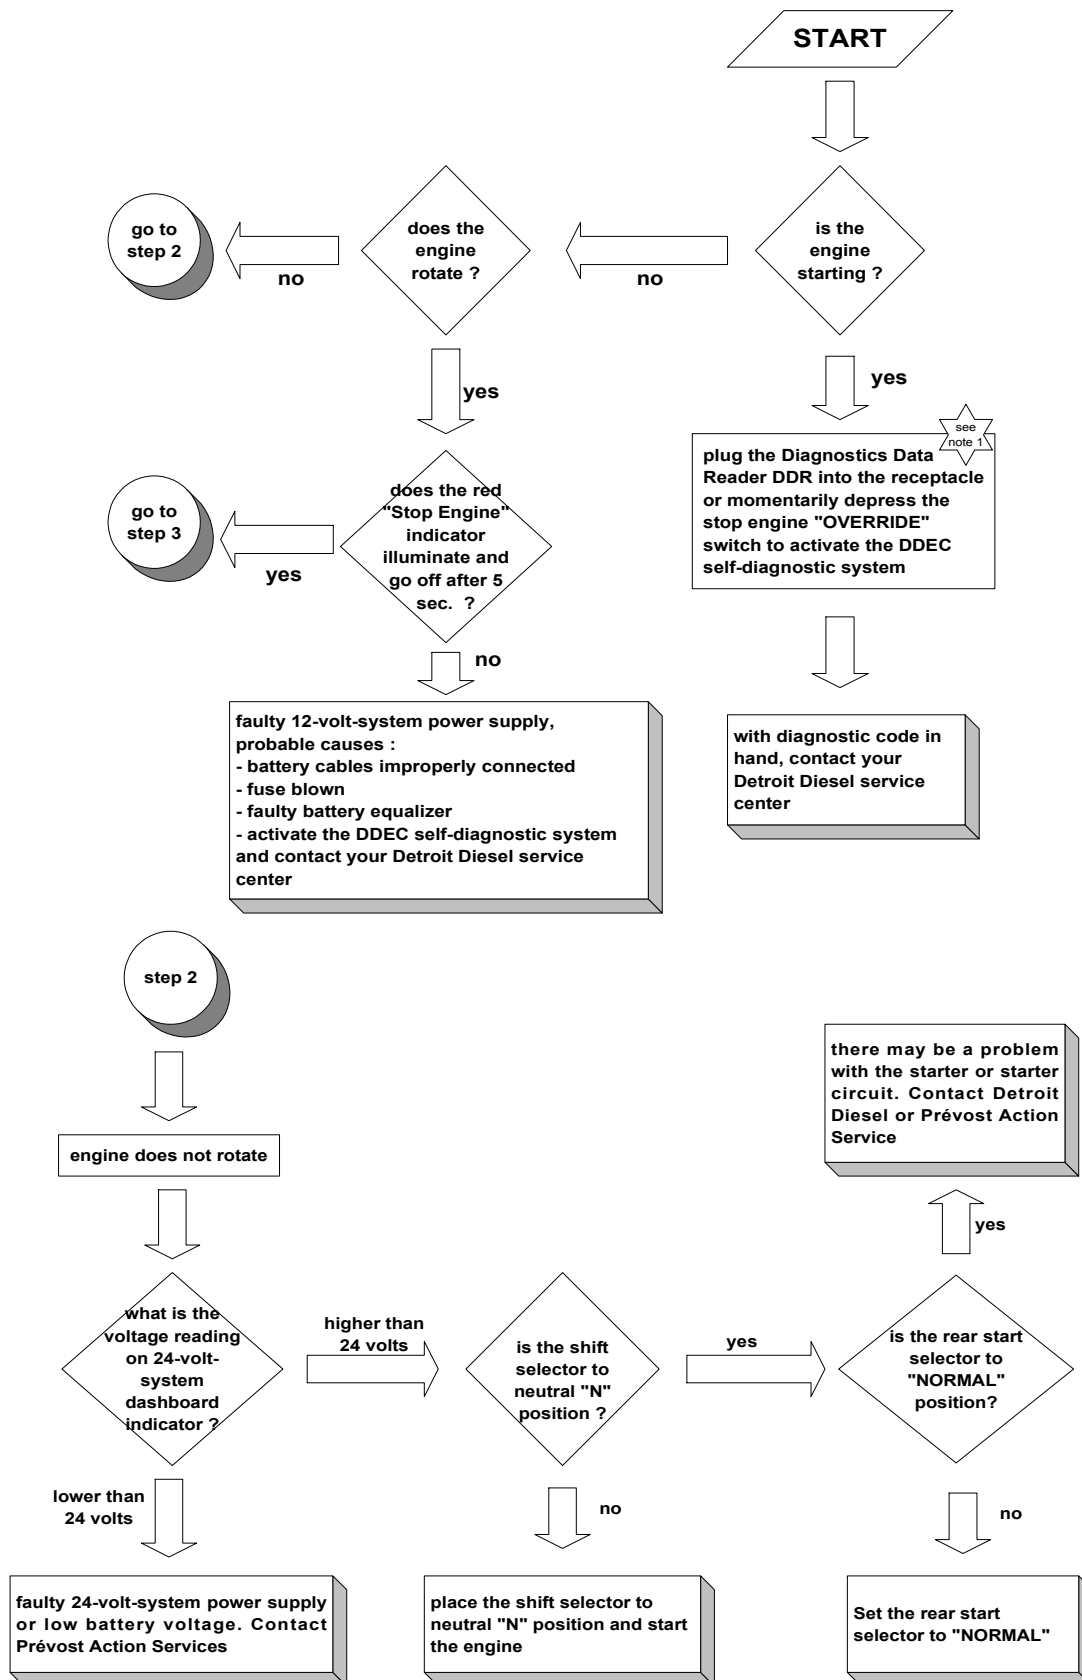 START
is the
engine
starting ?
no
does the
engine
rotate ?
no
go to
step 2
yes
yes
see
note 1
plug the Diagnostics Data
Reader DDR into the receptacle
or momentarily depress the
stop engine "OVERRIDE"
switch to activate the DDEC
self-diagnostic system
does the red
"Stop Engine"
indicator
illuminate and
go off after 5
sec.  ?
yes
go to
step 3
no
faulty 12-volt-system power supply,
probable causes :
- battery cables improperly connected
- fuse blown
- faulty battery equalizer
- activate the DDEC self-diagnostic system
and contact your Detroit Diesel service
center
with diagnostic code in
hand, contact your
Detroit Diesel service
center
step 2
engine does not rotate
what is the
voltage reading
on 24-volt-
system
dashboard
indicator ?
higher than
24 volts
is the shift
selector to
neutral "N"
position ?
yes
is the rear start
selector to
"NORMAL"
position?
yes
there may be a problem
with the starter or starter
circuit. Contact Detroit
Diesel or Prévost Action
Service
lower than
24 volts
no
no
faulty 24-volt-system power supply
or low battery voltage. Contact
Prévost Action Services
place the shift selector to
neutral "N" position and start
the engine
Set the rear start
selector to "NORMAL"